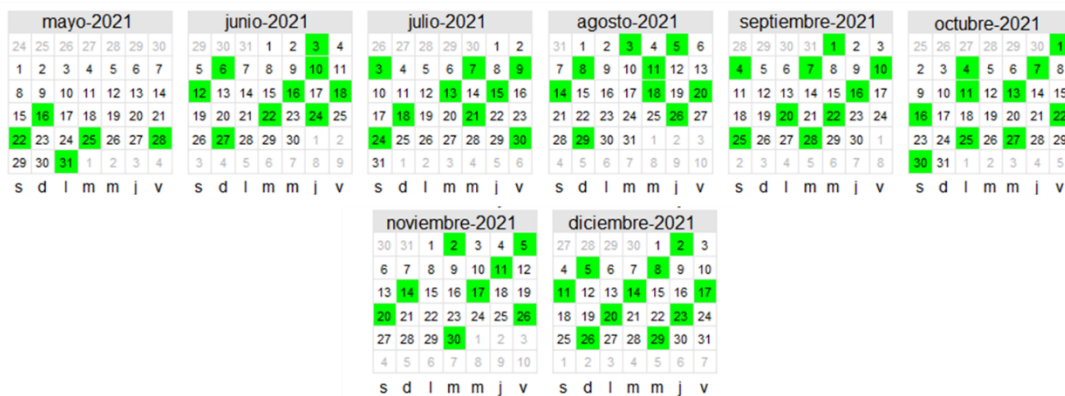 mayo-2021 junio-2021 julio-2021 agosto-2021 septiembre-2021 octubre-2021
24 25 26 27 28 29 30 29 30 31 1 2 3 4 26 27 28 29 30 1 2 31 1 2 3 4 5 6 28 29 30 31 1 2 3 25 26 27 28 29 30 1
1 2 3 4 5 6 7 5 6 7 8 9 10 11 3 4 5 6 7 8 9 7 8 9 10 11 12 13 4 5 6 7 8 9 10 2 3 4 5 6 7 8
8 9 10 11 12 13 14 12 13 14 15 16 17 18 10 11 12 13 14 15 16 14 15 16 17 18 19 20 11 12 13 14 15 16 17 9 10 11 12 13 14 15
15 16 17 18 19 20 21 19 20 21 22 23 24 25 17 18 19 20 21 22 23 21 22 23 24 25 26 27 18 19 20 21 22 23 24 16 17 18 19 20 21 22
22 23 24 25 26 27 28 26 27 28 29 30 1 2 24 25 26 27 28 29 30 28 29 30 31 1 2 3 25 26 27 28 29 30 1 23 24 25 26 27 28 29
29 30 31 1 2 3 4 3 4 5 6 7 8 9 31 1 2 3 4 5 6 4 5 6 7 8 9 10 2 3 4 5 6 7 8 30 31 1 2 3 4 5
s d l m m j v s d l m m j v s d l m m j v s d l m m j v s d l m m j v s d l m m j v
noviembre-2021 diciembre-2021
30 31 1 2 3 4 5 27 28 29 30 1 2 3
6 7 8 9 10 11 12 4 5 6 7 8 9 10
13 14 15 16 17 18 19 11 12 13 14 15 16 17
20 21 22 23 24 25 26 18 19 20 21 22 23 24
27 28 29 30 1 2 3 25 26 27 28 29 30 31
4 5 6 7 8 9 10 1 2 3 4 5 6 7
s d l m m j v s d l m m j v